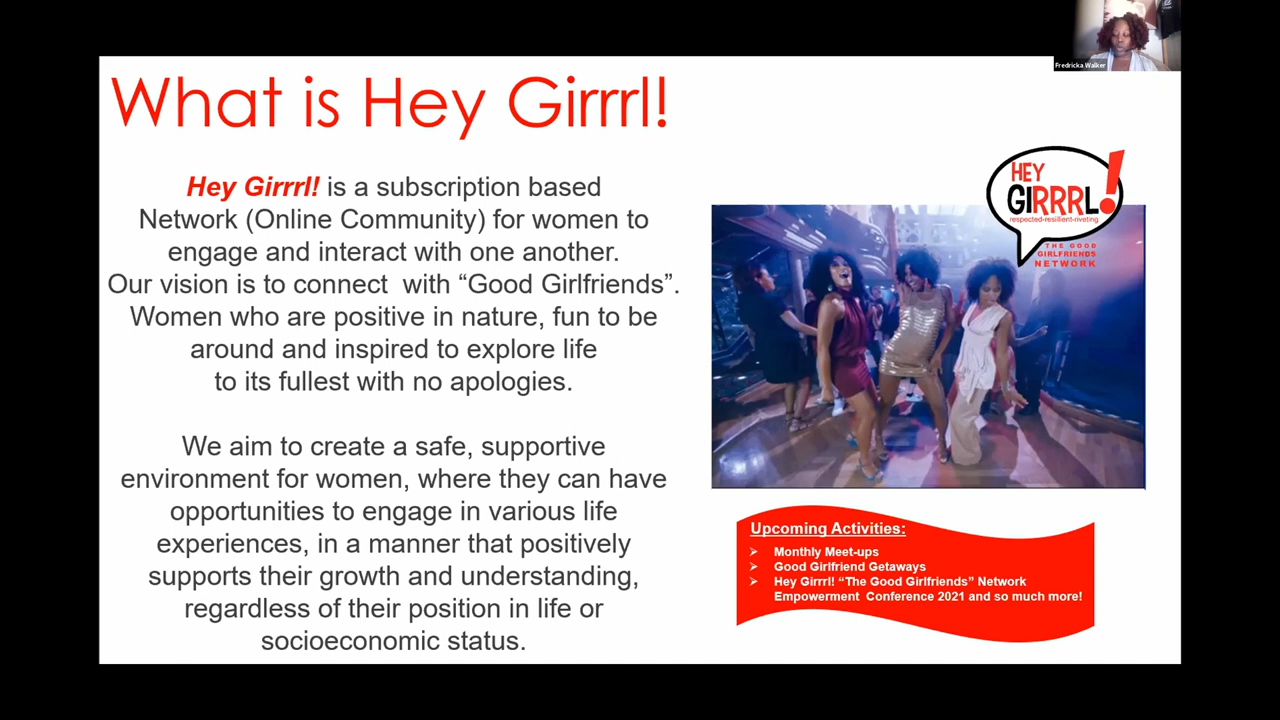 Fredricka Walker
What is Hey Girrrl!
Hey Girrrl! is a subscription based
Network (Online Community) for women to
engage and interact with one another.
Our vision is to connect with “Good Girlfriends”.
Women who are positive in nature, fun to be
around and inspired to explore life
to its fullest with no apologies.
We aim to create a safe, supportive
environment for women, where they can have
opportunities to engage in various life
experiences, in a manner that positively
supports their growth and understanding,
regardless of their position in life or
socioeconomic status.
HEY
GIRRRL!
respected-resilient-riveting
THE GOOD
GIRLFRIENDS
NETWORK
Upcoming Activities:
➢ Monthly Meet-ups
➢ Good Girlfriend Getaways
➢ Hey Girrrl! “The Good Girlfriends” Network
Empowerment Conference 2021 and so much more!